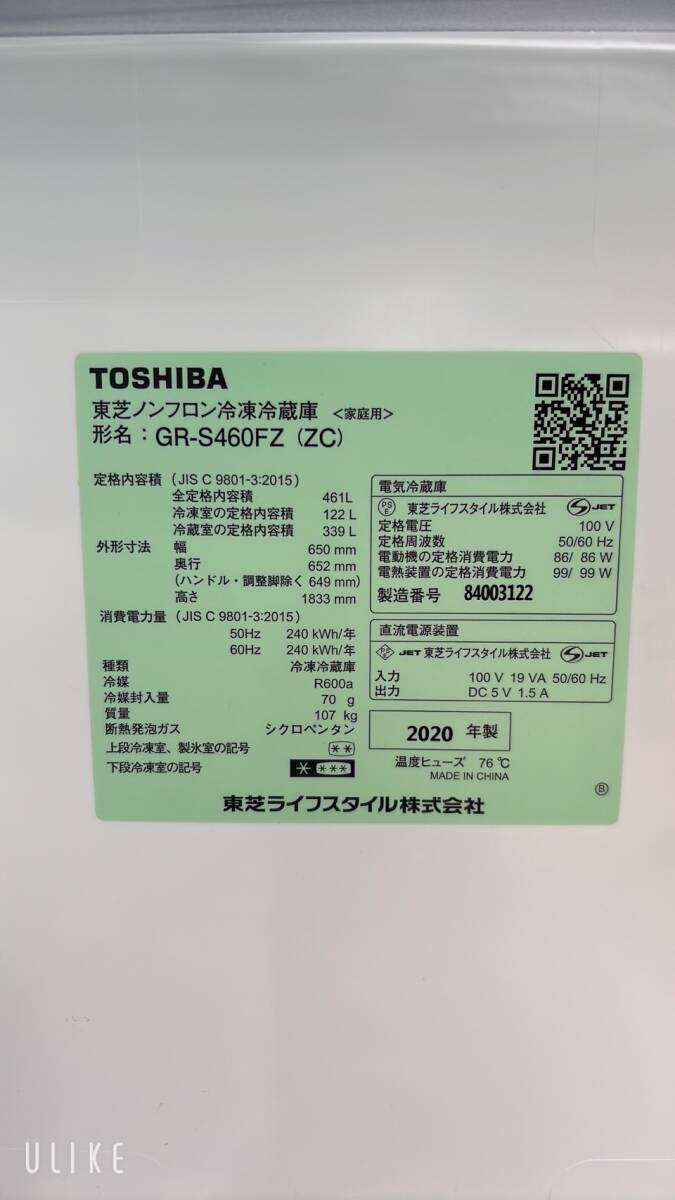 TOSHIBA
東芝ノンフロン冷凍冷蔵庫 <家庭用>
形名：GR-S460FZ (ZC)
定格内容積 (JIS C 9801-3:2015)
全定格内容積 461L
冷凍室の定格内容積 122 L
冷蔵室の定格内容積 339 L
外形寸法 幅 650 mm
奥行 652 mm
(ハンドル・調整脚除く 649 mm)
高さ 1833 mm
消費電力量 (JIS C 9801-3:2015)
50Hz 240 kWh/年
60Hz 240 kWh/年
種類 冷凍冷蔵庫
冷媒 R600a
冷媒封入量 70 g
質量 107 kg
断熱発泡ガス シクロペンタン
上段冷凍室、製氷室の記号
下段冷凍室の記号
電気冷蔵庫
PSE 東芝ライフスタイル株式会社 JET
定格電圧 100 V
定格周波数 50/60 Hz
電動機の定格消費電力 86/ 86 W
電熱装置の定格消費電力 99/ 99 W
製造番号 84003122
直流電源装置
JET 東芝ライフスタイル株式会社 JET
入力 100 V 19 VA 50/60 Hz
出力 DC 5 V 1.5 A
2020 年製
温度ヒューズ 76 ℃
MADE IN CHINA
Ⓑ
東芝ライフスタイル株式会社
ULIKE